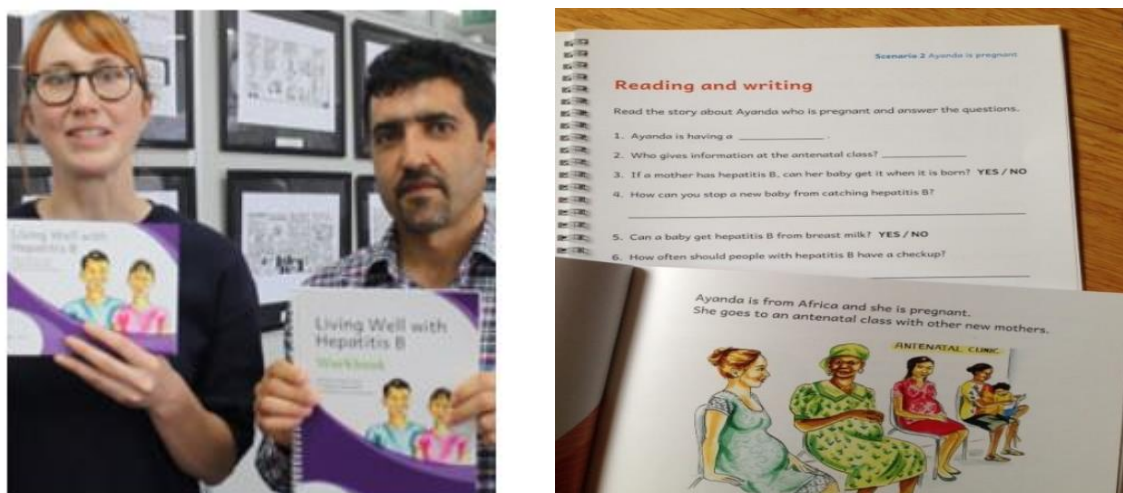 Living Well with
Hepatitis B
Living Well with
Hepatitis B
Workbook
Scenario 2 Ayanda is pregnant
Reading and writing
Read the story about Ayanda who is pregnant and answer the questions.
1. Ayanda is having a ____________ .
2. Who gives information at the antenatal class? ____________
3. If a mother has hepatitis B, can her baby get it when it is born? YES / NO
4. How can you stop a new baby from catching hepatitis B?
5. Can a baby get hepatitis B from breast milk? YES / NO
6. How often should people with hepatitis B have a checkup?
Ayanda is from Africa and she is pregnant.
She goes to an antenatal class with other new mothers.
ANTENATAL CLINIC